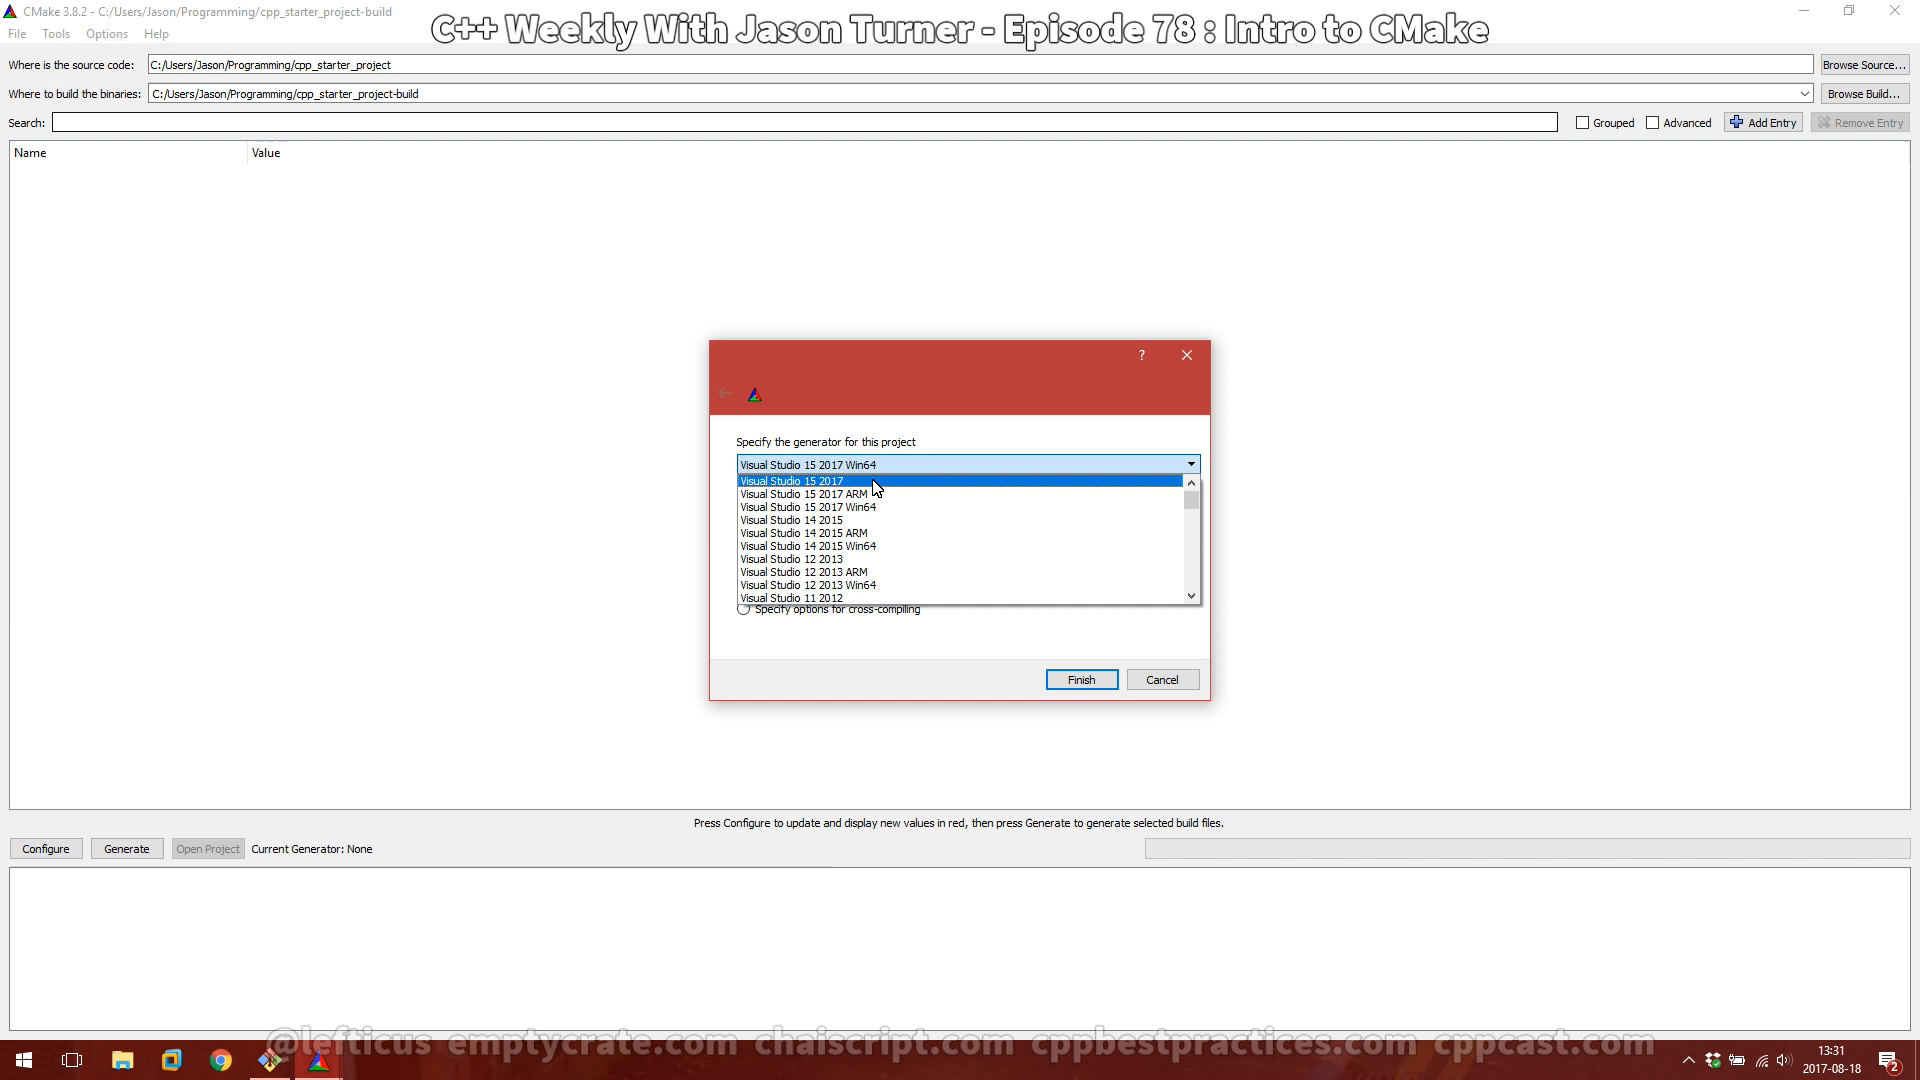 CMake 3.8.2 - C:/Users/Jason/Programming/cpp_starter_project-build
C++ Weekly With Jason Turner - Episode 78 : Intro to CMake
File Tools Options Help
Where is the source code: C:/Users/Jason/Programming/cpp_starter_project Browse Source...
Where to build the binaries: C:/Users/Jason/Programming/cpp_starter_project-build Browse Build...
Search: Grouped Advanced Add Entry Remove Entry
Name Value
?
Specify the generator for this project
Visual Studio 15 2017 Win64
Visual Studio 15 2017
Visual Studio 15 2017 ARM
Visual Studio 15 2017 Win64
Visual Studio 14 2015
Visual Studio 14 2015 ARM
Visual Studio 14 2015 Win64
Visual Studio 12 2013
Visual Studio 12 2013 ARM
Visual Studio 12 2013 Win64
Visual Studio 11 2012
Specify options for cross-compiling
Finish Cancel
Press Configure to update and display new values in red, then press Generate to generate selected build files.
Configure Generate Open Project Current Generator: None
@lefticus emptycrate.com chaiscript.com cppbestpractices.com cppcast.com
13:31
2017-08-18
2